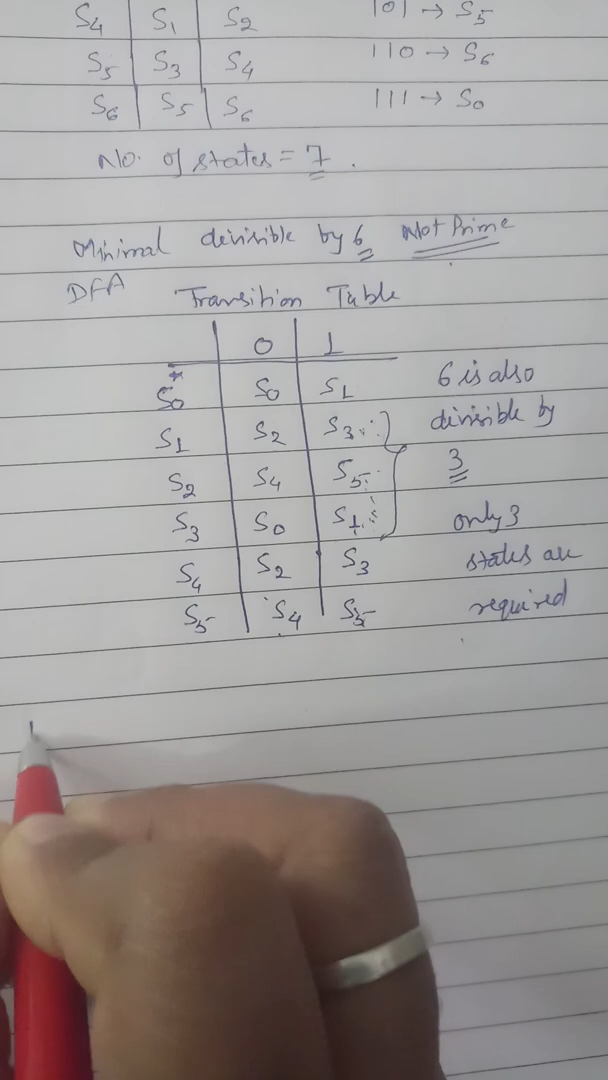 S4 S1 S2 101 → S5
S5 S3 S4 110 → S6
S6 S5 S6 111 → S0
No. of states = 7.
Minimal devisible by 6 Not Prime
DFA Transition Table
0 1
S0* S0 S1 6 is also
S1 S2 S3 divisible by
S2 S4 S5 3
S3 S0 S1 only 3
S4 S2 S3 states are
S5 S4 S5 required